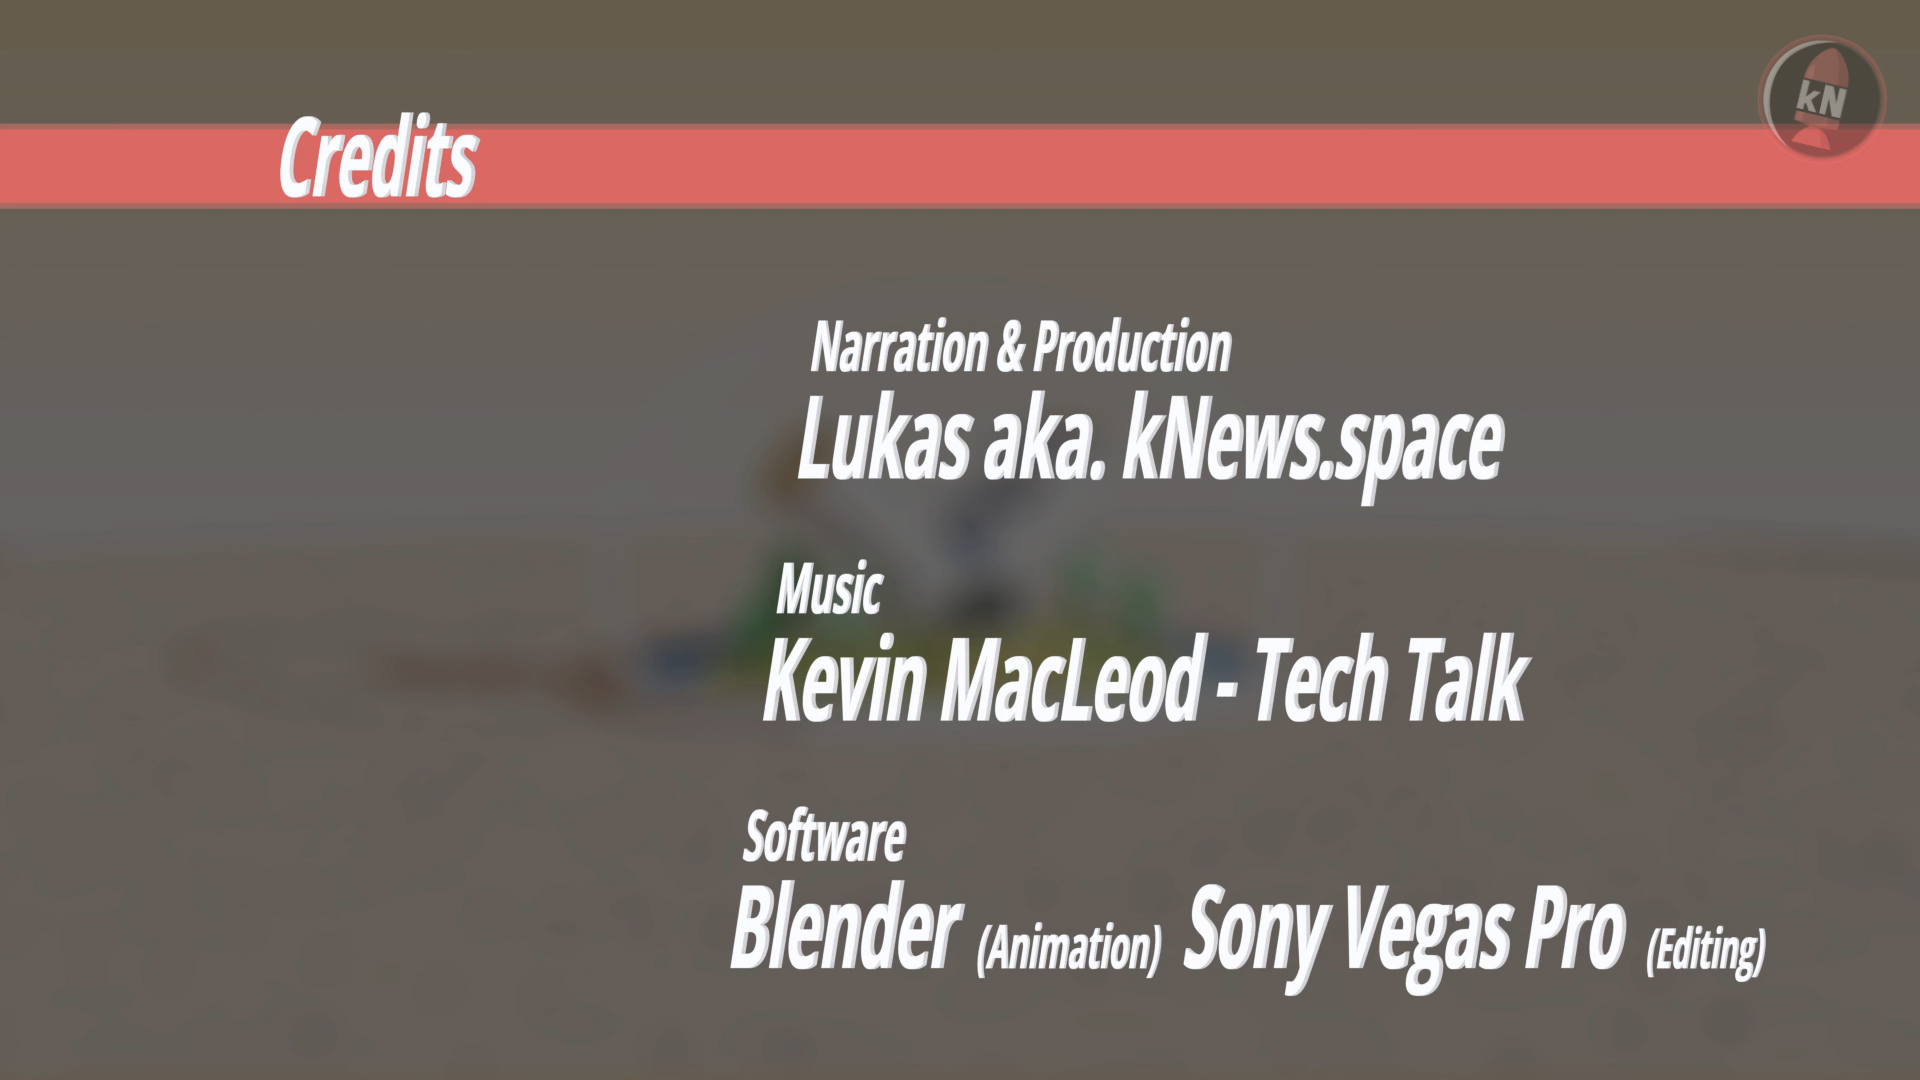 kN
Credits
Narration & Production
Lukas aka. kNews.space
Music
Kevin MacLeod - Tech Talk
Software
Blender (Animation) Sony Vegas Pro (Editing)